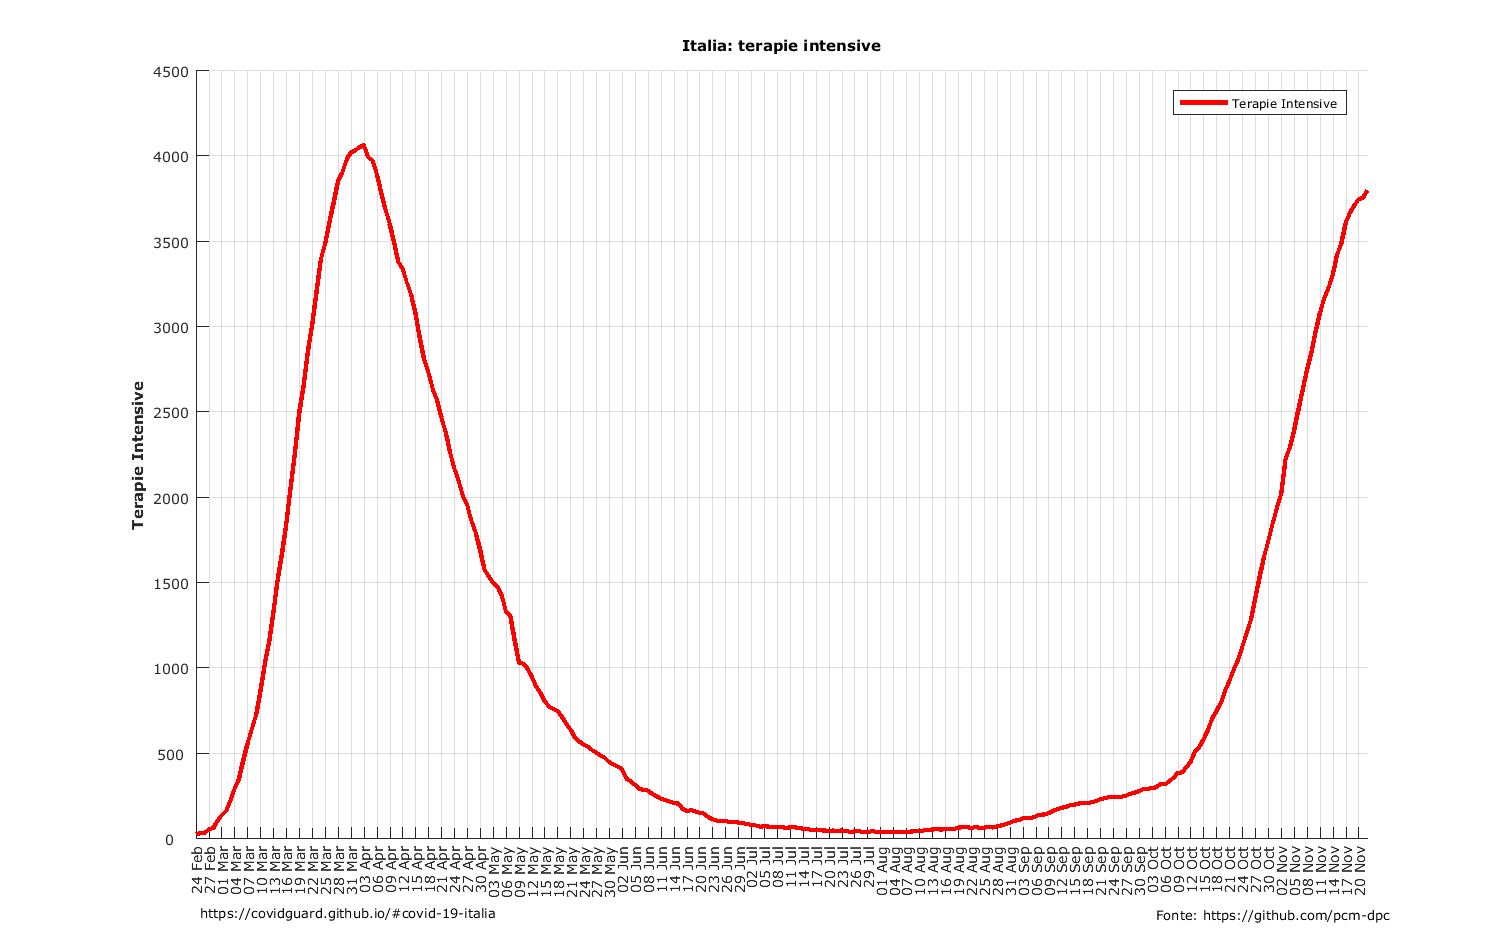 Italia: terapie intensive
Terapie Intensive
4500
4000
3500
3000
2500
2000
1500
1000
500
0
Terapie Intensive
24 Feb
27 Feb
01 Mar
04 Mar
07 Mar
10 Mar
13 Mar
16 Mar
19 Mar
22 Mar
25 Mar
28 Mar
31 Mar
03 Apr
06 Apr
09 Apr
12 Apr
15 Apr
18 Apr
21 Apr
24 Apr
27 Apr
30 Apr
03 May
06 May
09 May
12 May
15 May
18 May
21 May
24 May
27 May
30 May
02 Jun
05 Jun
08 Jun
11 Jun
14 Jun
17 Jun
20 Jun
23 Jun
26 Jun
29 Jun
02 Jul
05 Jul
08 Jul
11 Jul
14 Jul
17 Jul
20 Jul
23 Jul
26 Jul
29 Jul
01 Aug
04 Aug
07 Aug
10 Aug
13 Aug
16 Aug
19 Aug
22 Aug
25 Aug
28 Aug
31 Aug
03 Sep
06 Sep
09 Sep
12 Sep
15 Sep
18 Sep
21 Sep
24 Sep
27 Sep
30 Sep
03 Oct
06 Oct
09 Oct
12 Oct
15 Oct
18 Oct
21 Oct
24 Oct
27 Oct
30 Oct
02 Nov
05 Nov
08 Nov
11 Nov
14 Nov
17 Nov
20 Nov
https://covidguard.github.io/#covid-19-italia
Fonte: https://github.com/pcm-dpc